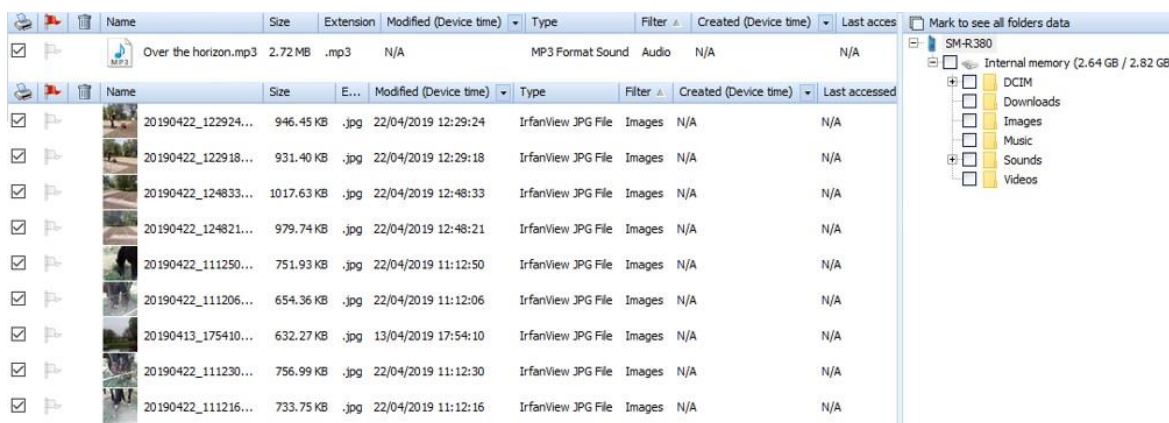 Name Size Extension Modified (Device time) Type Filter Created (Device time) Last acces
Over the horizon.mp3 2.72 MB .mp3 N/A MP3 Format Sound Audio N/A N/A
Name Size E... Modified (Device time) Type Filter Created (Device time) Last accessed
20190422_122924... 946.45 KB .jpg 22/04/2019 12:29:24 IrfanView JPG File Images N/A N/A
20190422_122918... 931.40 KB .jpg 22/04/2019 12:29:18 IrfanView JPG File Images N/A N/A
20190422_124833... 1017.63 KB .jpg 22/04/2019 12:48:33 IrfanView JPG File Images N/A N/A
20190422_124821... 979.74 KB .jpg 22/04/2019 12:48:21 IrfanView JPG File Images N/A N/A
20190422_111250... 751.93 KB .jpg 22/04/2019 11:12:50 IrfanView JPG File Images N/A N/A
20190422_111206... 654.36 KB .jpg 22/04/2019 11:12:06 IrfanView JPG File Images N/A N/A
20190413_175410... 632.27 KB .jpg 13/04/2019 17:54:10 IrfanView JPG File Images N/A N/A
20190422_111230... 756.99 KB .jpg 22/04/2019 11:12:30 IrfanView JPG File Images N/A N/A
20190422_111216... 733.75 KB .jpg 22/04/2019 11:12:16 IrfanView JPG File Images N/A N/A
Mark to see all folders data
SM-R380
Internal memory (2.64 GB / 2.82 GB
DCIM
Downloads
Images
Music
Sounds
Videos